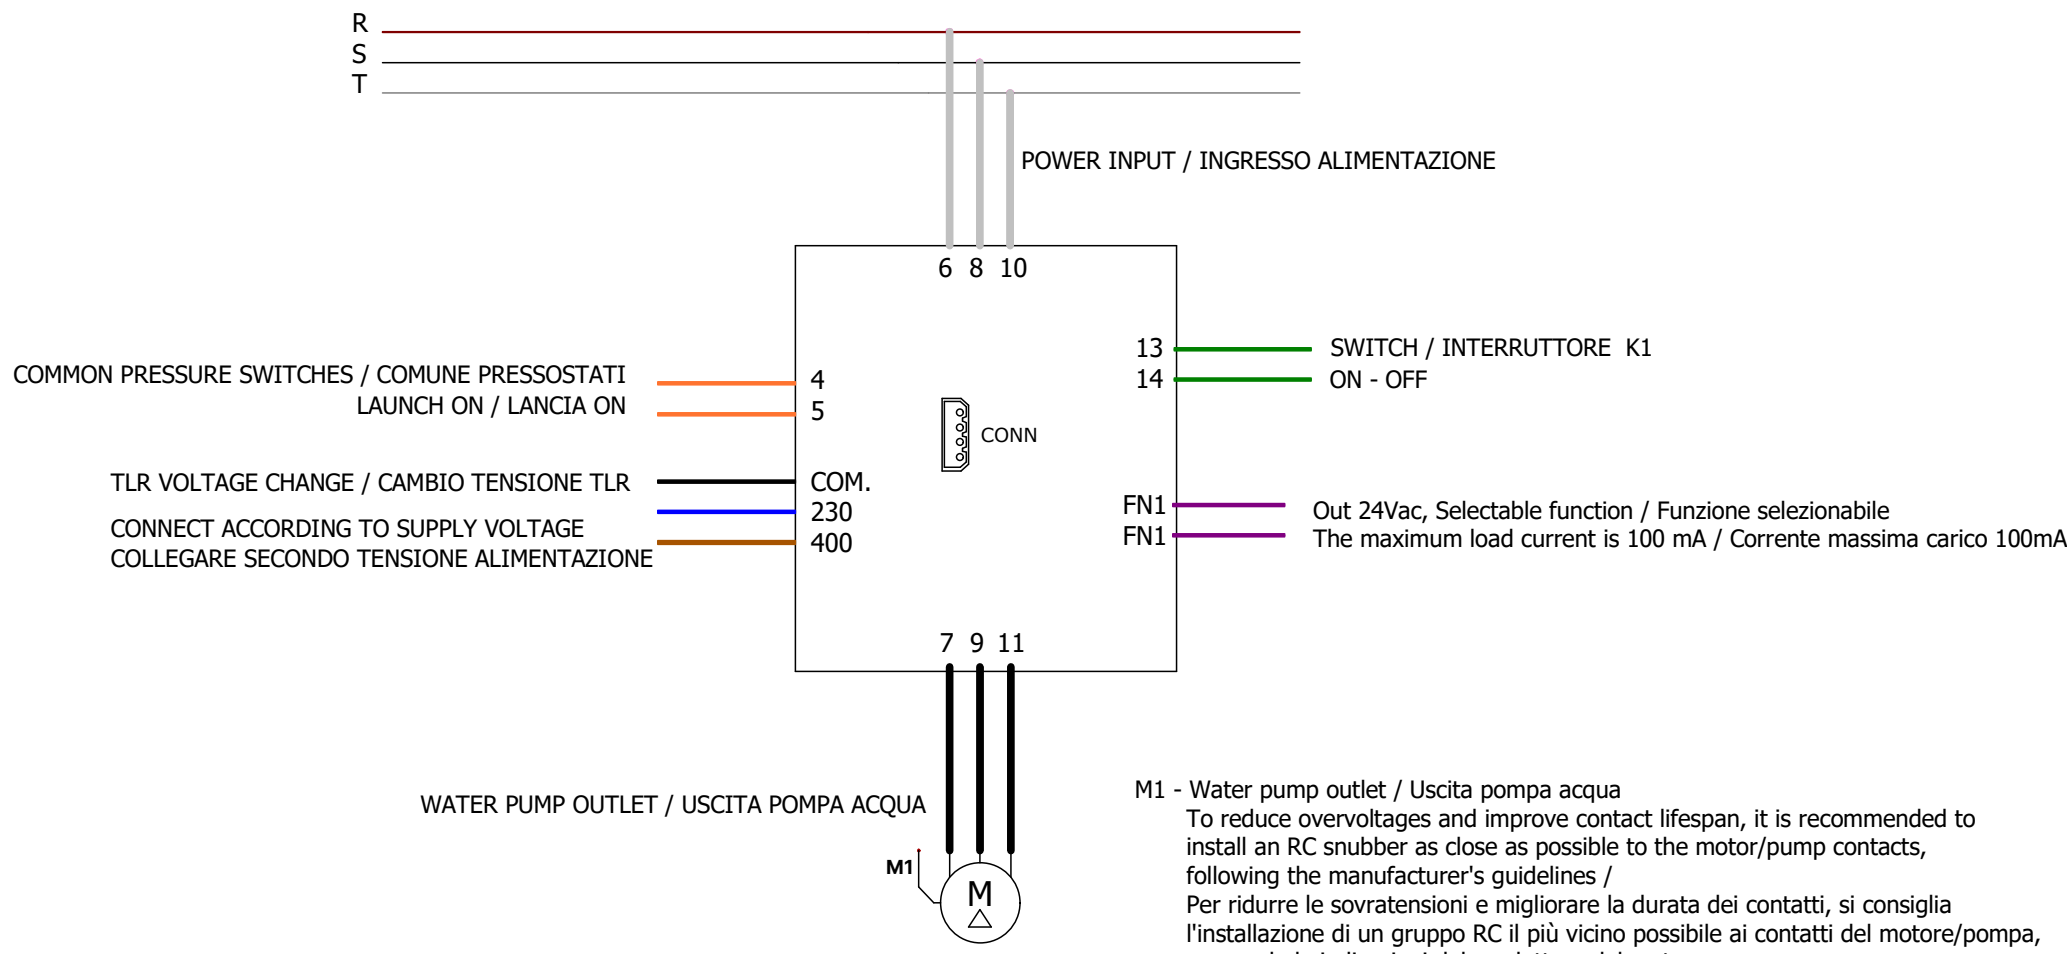 R
S
T
POWER INPUT / INGRESSO ALIMENTAZIONE
6 8 10
13 SWITCH / INTERRUTTORE K1
14 ON - OFF
COMMON PRESSURE SWITCHES / COMUNE PRESSOSTATI 4
LAUNCH ON / LANCIA ON 5
CONN
TLR VOLTAGE CHANGE / CAMBIO TENSIONE TLR COM.
230
CONNECT ACCORDING TO SUPPLY VOLTAGE
400
COLLEGARE SECONDO TENSIONE ALIMENTAZIONE
FN1 Out 24Vac, Selectable function / Funzione selezionabile
FN1 The maximum load current is 100 mA / Corrente massima carico 100mA
7 9 11
WATER PUMP OUTLET / USCITA POMPA ACQUA
M1
M
M1 - Water pump outlet / Uscita pompa acqua
To reduce overvoltages and improve contact lifespan, it is recommended to
install an RC snubber as close as possible to the motor/pump contacts,
following the manufacturer's guidelines /
Per ridurre le sovratensioni e migliorare la durata dei contatti, si consiglia
l'installazione di un gruppo RC il più vicino possibile ai contatti del motore/pompa,